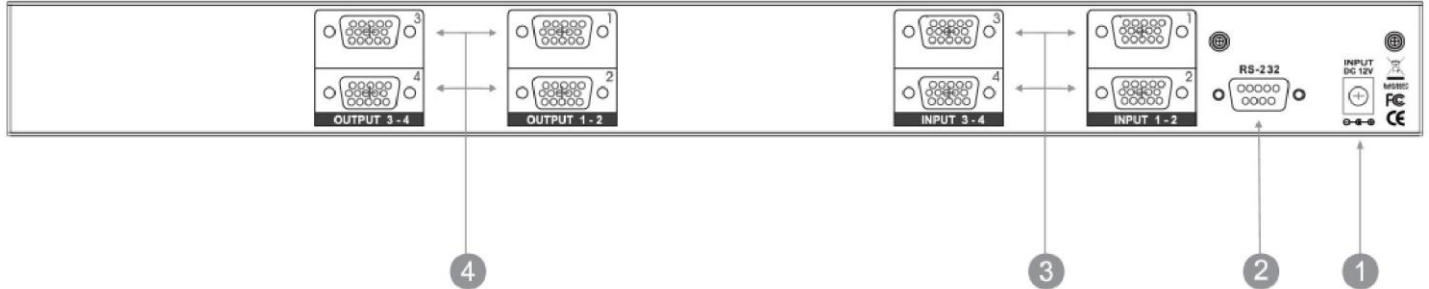 3
4
OUTPUT 3 - 4
1
2
OUTPUT 1 - 2
3
4
INPUT 3 - 4
1
2
INPUT 1 - 2
RS-232
INPUT
DC 12V
FC
CE
4
3
2
1